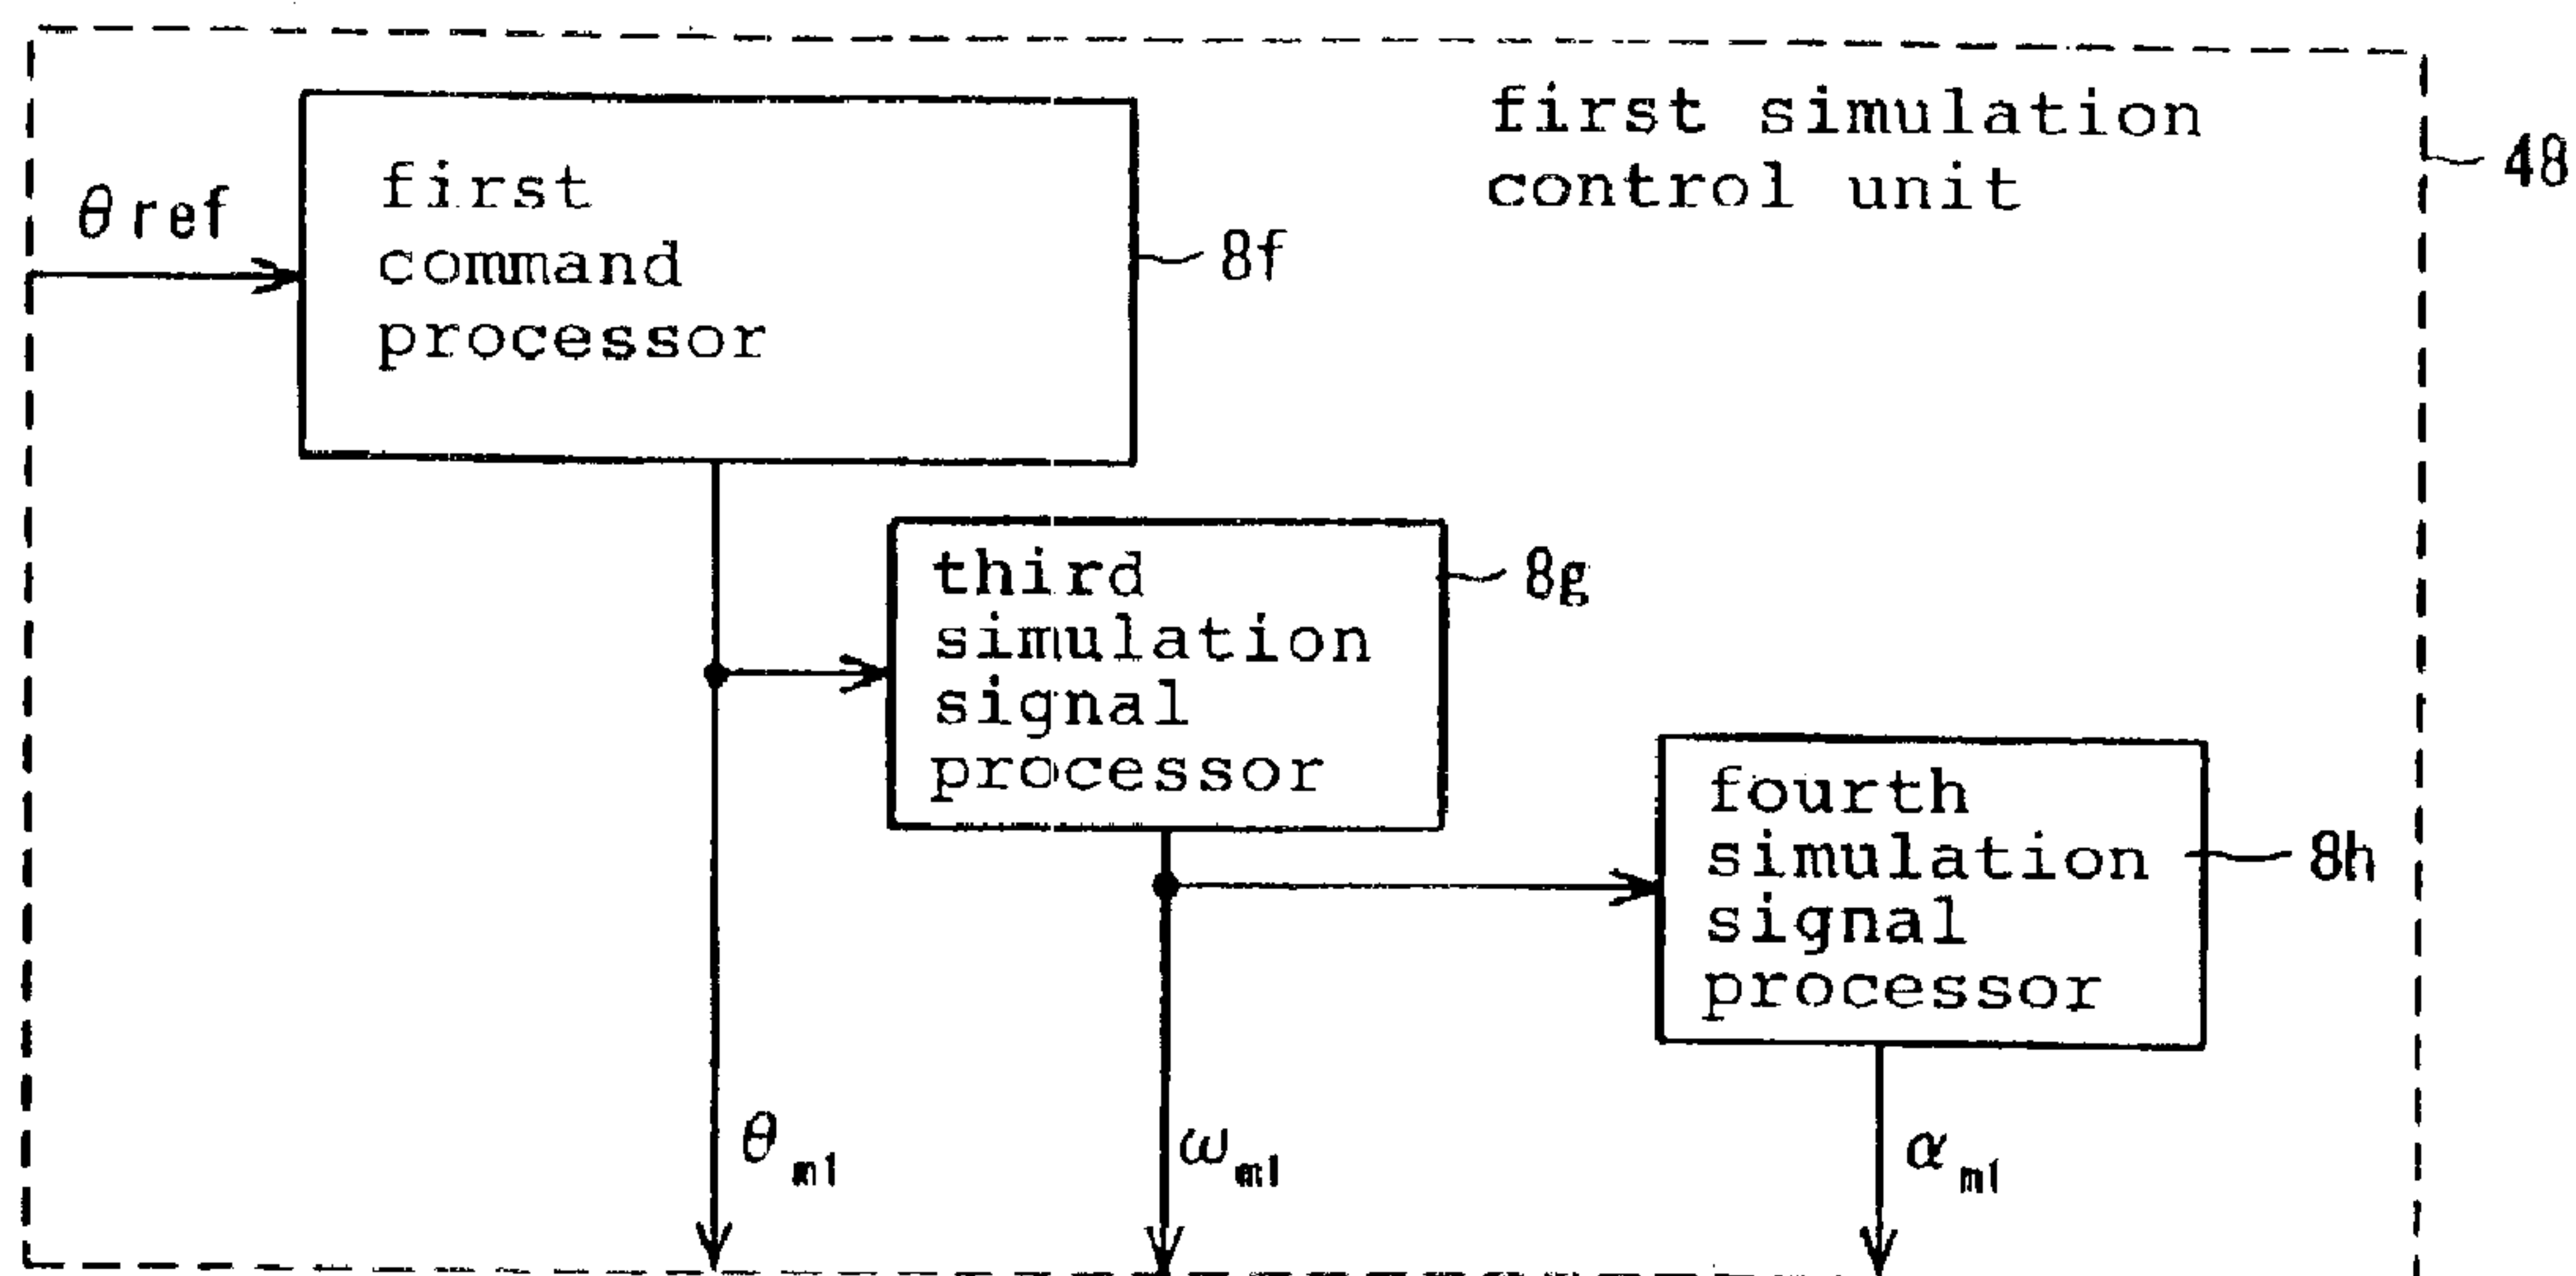 first simulation
control unit
48
θref
first
command
processor
8f
third
simulation
signal
processor
8g
fourth
simulation
signal
processor
8h
θm1
ωm1
αm1